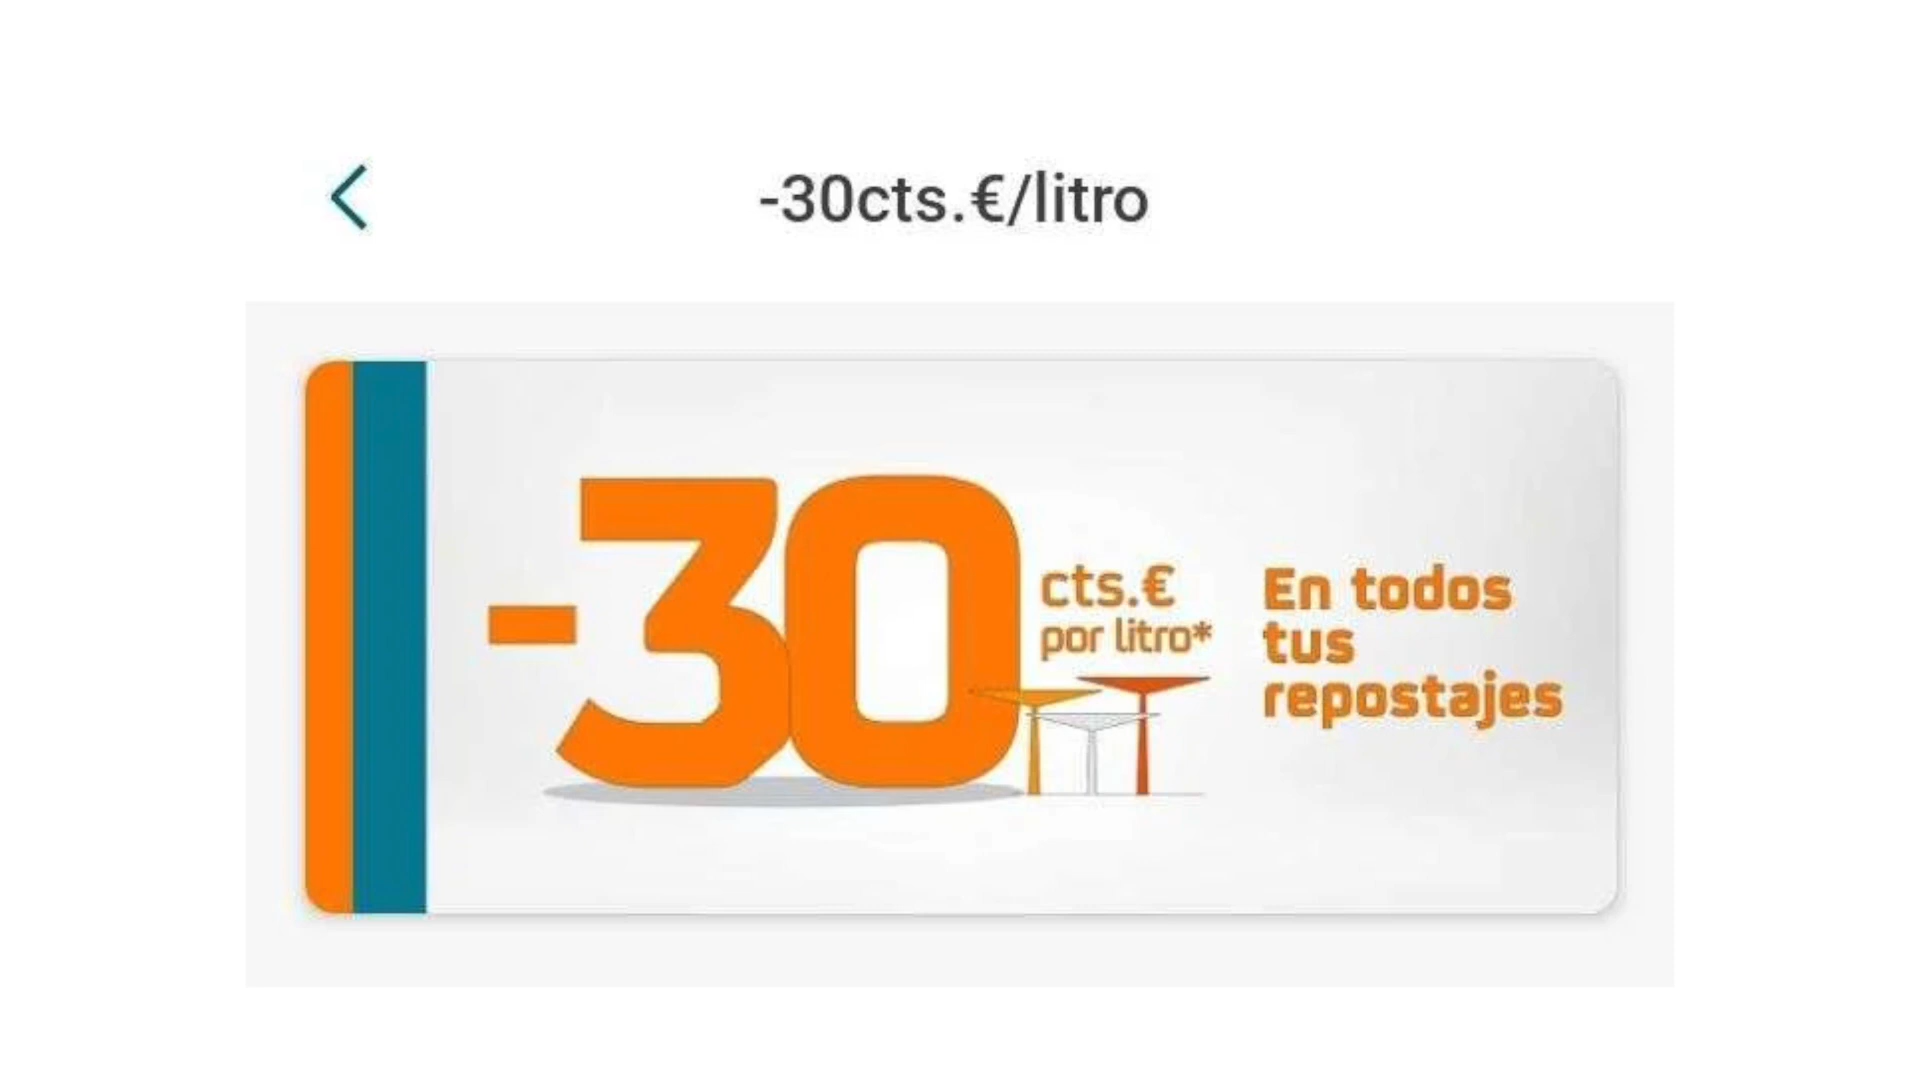 -30cts.€/litro
-30
cts.€
por litro*
En todos
tus
repostajes